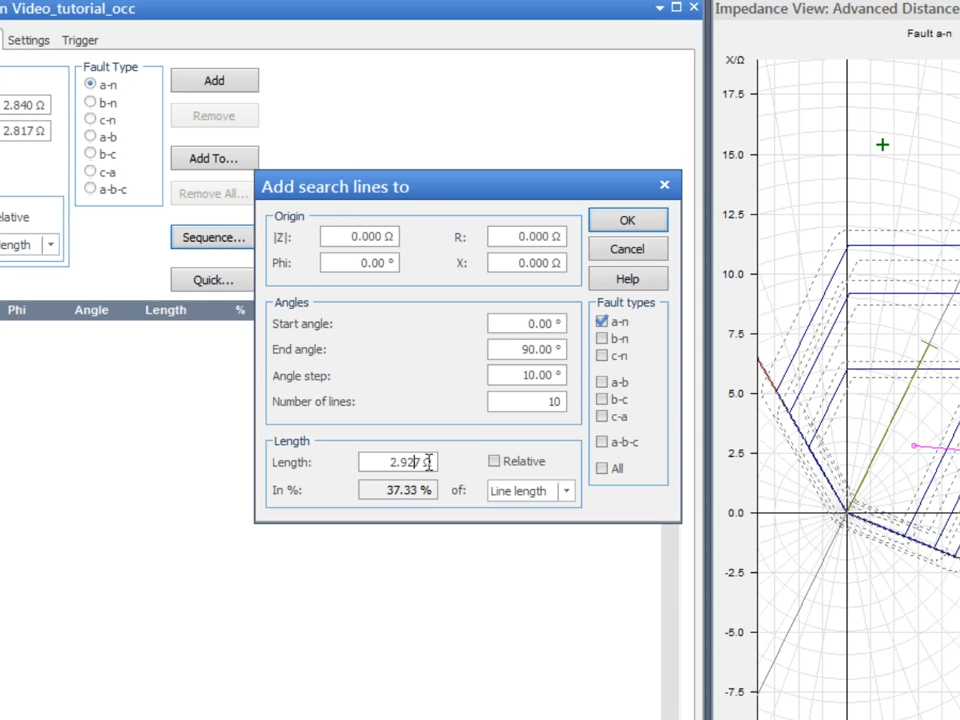 n Video_tutorial_occ
Impedance View: Advanced Distance
Settings Trigger
Fault a-n
Fault Type
X/Ω
a-n
Add
17.5
2.840 Ω
b-n
c-n
Remove
2.817 Ω
a-b
b-c
Add To...
15.0
c-a
a-b-c
Remove All...
Add search lines to
elative
Origin
OK
|Z|: 0.000 Ω R: 0.000 Ω
12.5
ength
Sequence...
Cancel
Phi: 0.00 ° X: 0.000 Ω
Quick...
Help
10.0
Phi Angle Length %
Angles
Fault types
Start angle: 0.00 °
a-n
7.5
b-n
End angle: 90.00 °
c-n
Angle step: 10.00 °
a-b
5.0
Number of lines: 10
b-c
c-a
Length
a-b-c
2.5
Length: 2.927 Ω Relative
All
In %: 37.33 % of: Line length
0.0
-2.5
-5.0
-7.5